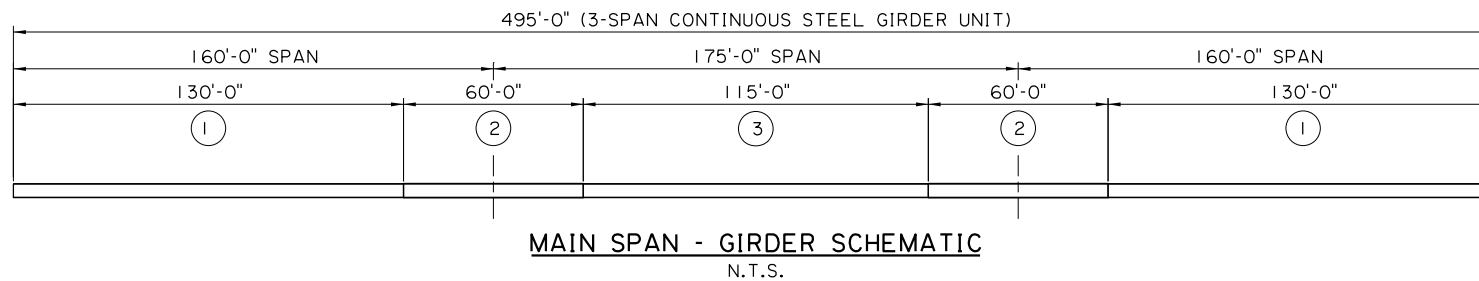 495'-0" (3-SPAN CONTINUOUS STEEL GIRDER UNIT)
160'-0" SPAN 175'-0" SPAN 160'-0" SPAN
130'-0" 60'-0" 115'-0" 60'-0" 130'-0"
1 2 3 2 1
MAIN SPAN - GIRDER SCHEMATIC
N.T.S.